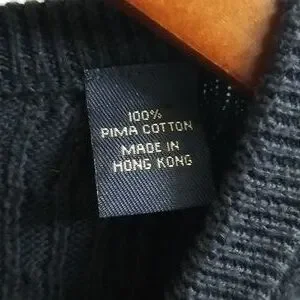 100%
PIMA COTTON
MADE IN
HONG KONG